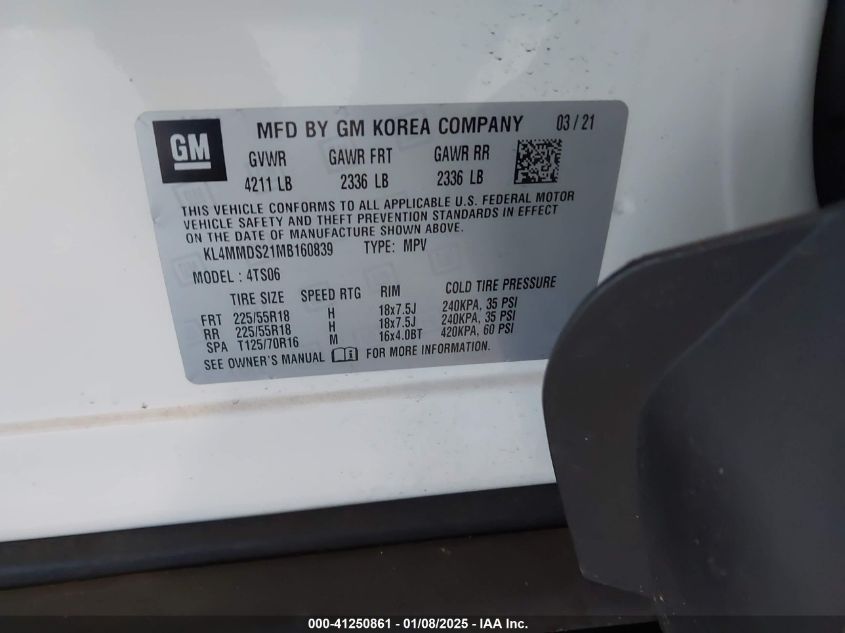 GM
MFD BY GM KOREA COMPANY 03 / 21
GVWR GAWR FRT GAWR RR
4211 LB 2336 LB 2336 LB
THIS VEHICLE CONFORMS TO ALL APPLICABLE U.S. FEDERAL MOTOR
VEHICLE SAFETY AND THEFT PREVENTION STANDARDS IN EFFECT
ON THE DATE OF MANUFACTURE SHOWN ABOVE.
KL4MMDS21MB160839 TYPE: MPV
MODEL : 4TS06
TIRE SIZE SPEED RTG RIM COLD TIRE PRESSURE
FRT 225/55R18 H 18x7.5J 240KPA, 35 PSI
RR 225/55R18 H 18x7.5J 240KPA, 35 PSI
SPA T125/70R16 M 16x4.0BT 420KPA, 60 PSI
SEE OWNER'S MANUAL FOR MORE INFORMATION.
000-41250861 - 01/08/2025 - IAA Inc.